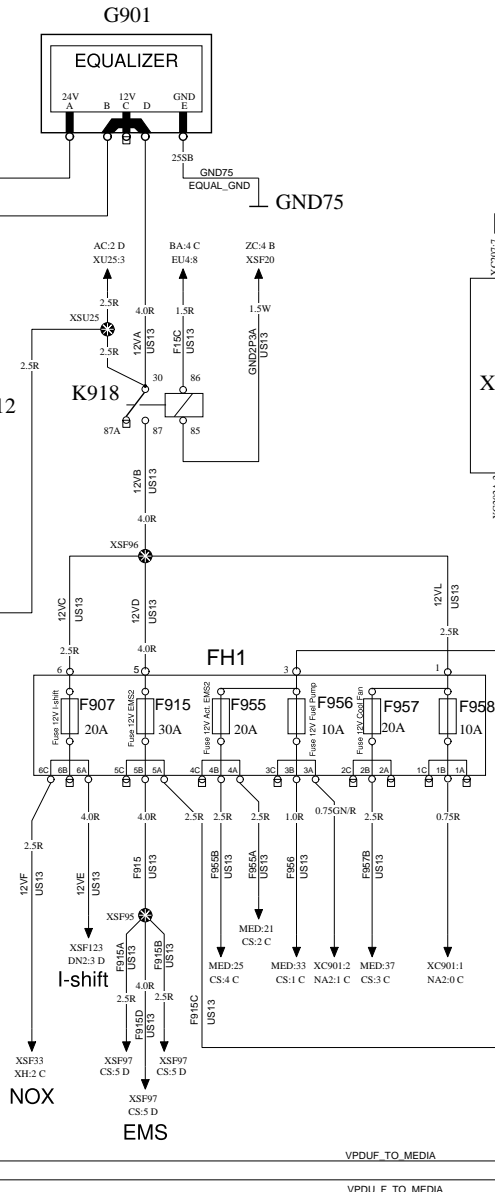 G901
EQUALIZER
24V 12V GND
A B C D E
25SB
GND75
EQUAL_GND
GND75
AC:2 D BA:4 C ZC:4 B
XU25:3 EU4:8 XSF20
2.5R 4.0R 1.5R 1.5W
XSU25
12VA US13
F15C US13
GND2P3A US13
2.5R
2.5R
K918
30 86
87A 87 85
12
X
12VB US13
4.0R
XSF96
12VC US13
12VD US13
12VL US13
2.5R 4.0R 2.5R
FH1
6 5 3 1
Fuse 12V I-shift
F907
20A
Fuse 12V EMS2
F915
30A
Fuse 12V Act. EMS2
F955
20A
F956
10A
Fuse 12V Fuel Pump
Fuse 12V Cool Fan
F957
20A
F958
10A
6C 6B 6A 5C 5B 5A 4C 4B 4A 3C 3B 3A 2C 2B 2A 1C 1B 1A
0.75GN/R
4.0R 4.0R 2.5R 2.5R 2.5R 1.0R 2.5R 0.75R
2.5R
12VF US13
12VE US13
F915 US13
F955B US13
F955A US13
F956 US13
F957B US13
XSF95
XSF123
DN2:3 D
I-shift
F915A US13
F915B US13
MED:21
CS:2 C
MED:25
CS:4 C
MED:33
CS:1 C
XC901:2
NA2:1 C
MED:37
CS:3 C
XC901:1
NA2:0 C
2.5R 4.0R 2.5R
F915D US13
F915C US13
XSF33
XH:2 C
NOX
XSF97
CS:5 D
XSF97
CS:5 D
XSF97
CS:5 D
EMS
VPDUF_TO_MEDIA
VPDU_F_TO_MEDIA